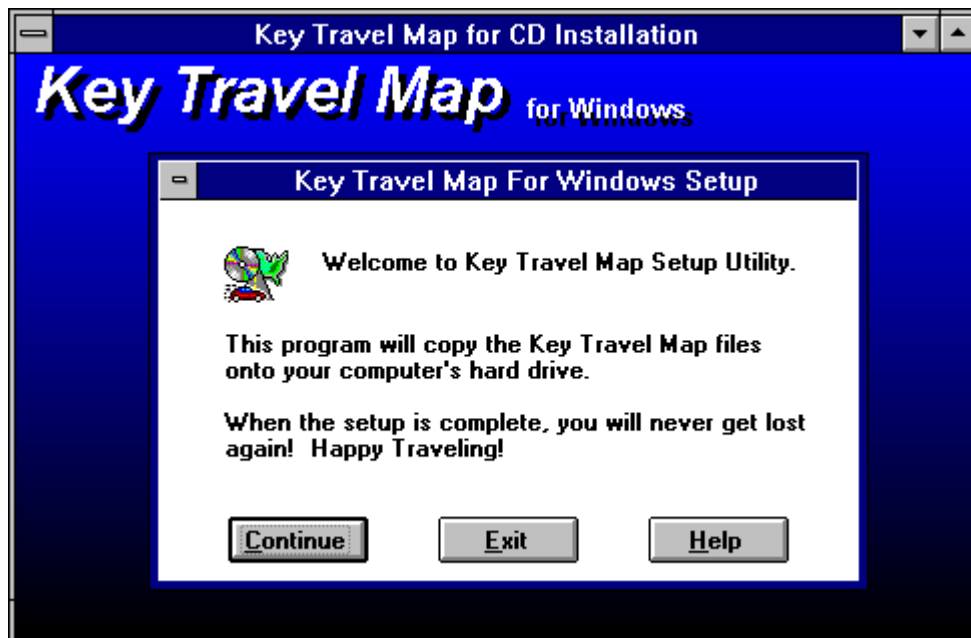 Key Travel Map for CD Installation
Key Travel Map for Windows
Key Travel Map For Windows Setup
Welcome to Key Travel Map Setup Utility.
This program will copy the Key Travel Map files
onto your computer's hard drive.
When the setup is complete, you will never get lost
again!  Happy Traveling!
Continue Exit Help